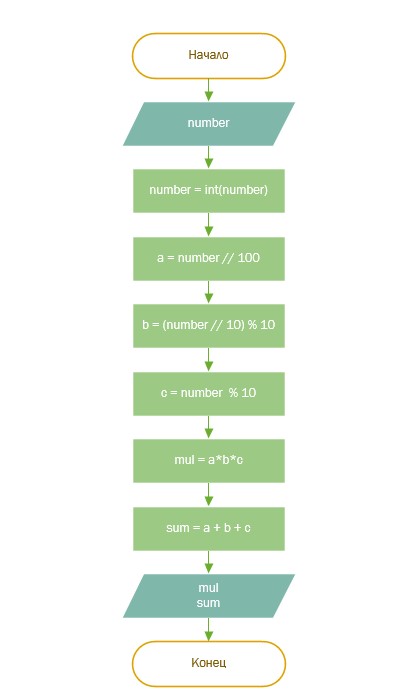 Начало
number
number = int(number)
a = number // 100
b = (number // 10) % 10
c = number % 10
mul = a*b*c
sum = a + b + c
mul
sum
Конец